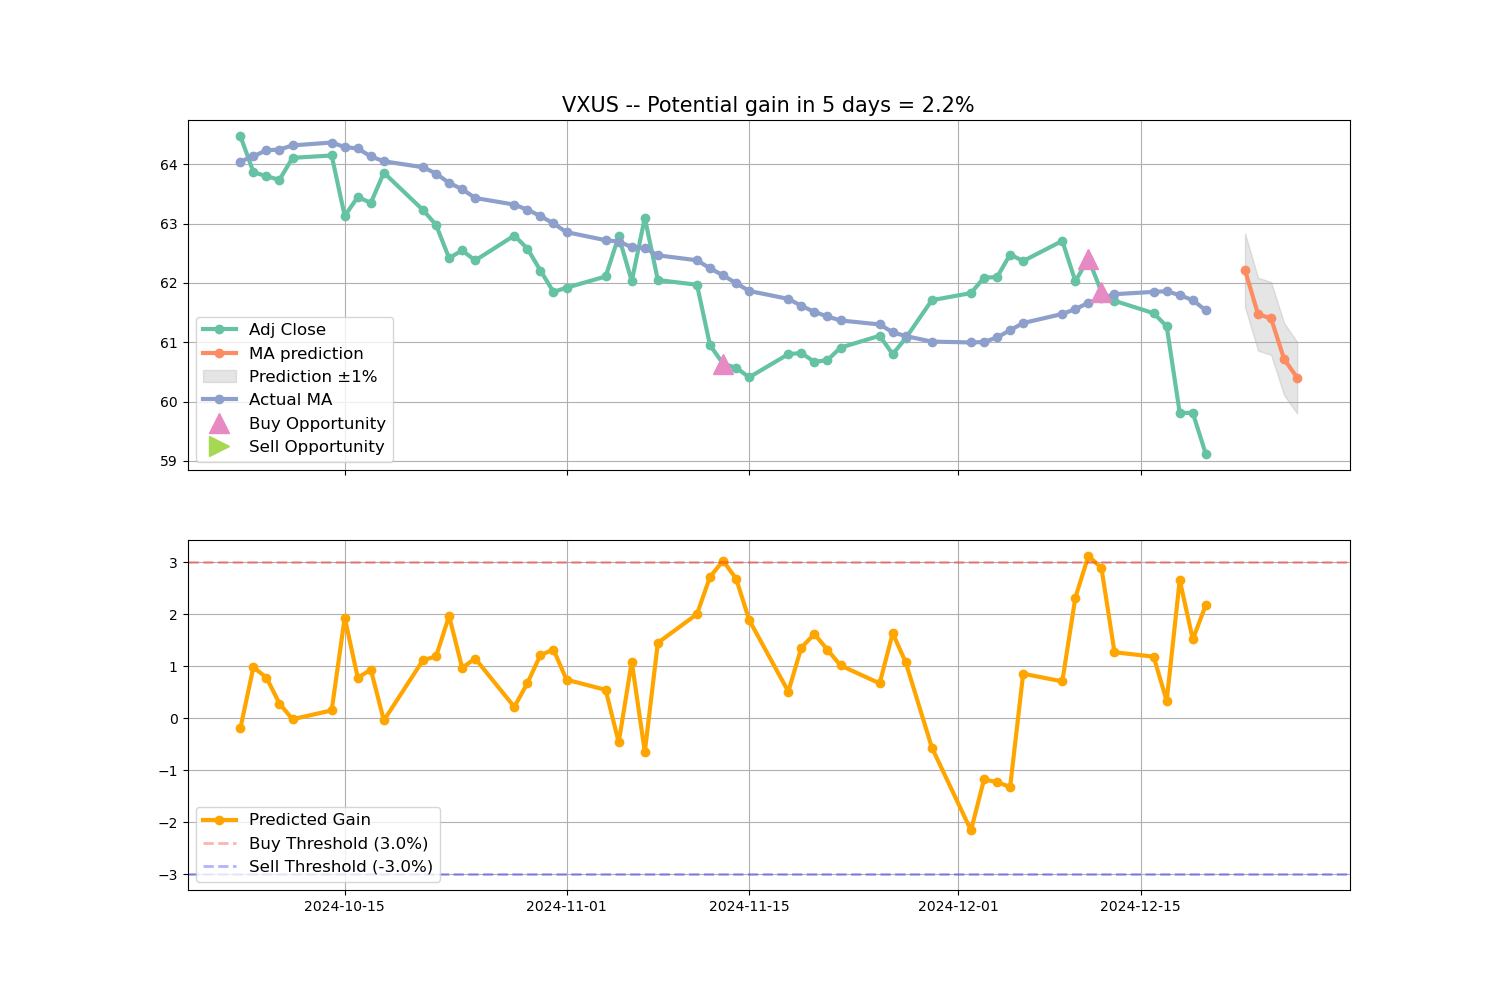 VXUS -- Potential gain in 5 days = 2.2%
64
63
62
61
60
59
Adj Close
MA prediction
Prediction ±1%
Actual MA
Buy Opportunity
Sell Opportunity
3
2
1
0
−1
−2
−3
Predicted Gain
Buy Threshold (3.0%)
Sell Threshold (-3.0%)
2024-10-15 2024-11-01 2024-11-15 2024-12-01 2024-12-15